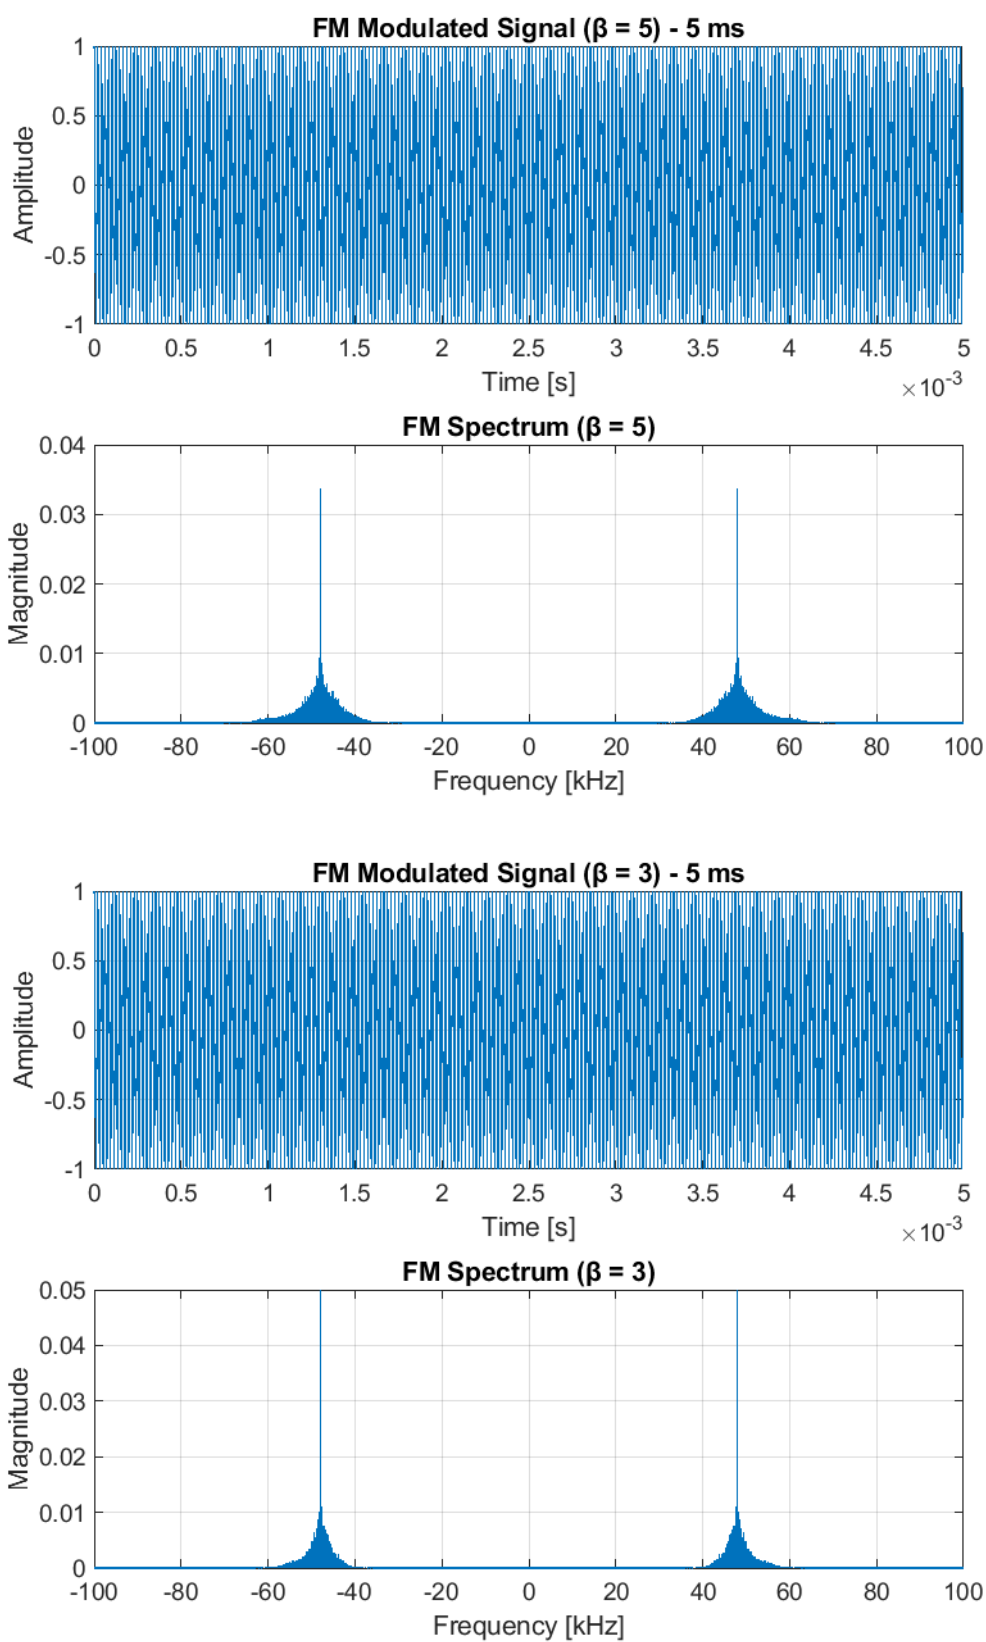 FM Modulated Signal (β = 5) - 5 ms
1
0.5
0
-0.5
-1
Amplitude
0 0.5 1 1.5 2 2.5 3 3.5 4 4.5 5
Time [s]
×10-3
FM Spectrum (β = 5)
0.04
0.03
0.02
0.01
0
Magnitude
-100 -80 -60 -40 -20 0 20 40 60 80 100
Frequency [kHz]
FM Modulated Signal (β = 3) - 5 ms
1
0.5
0
-0.5
-1
Amplitude
0 0.5 1 1.5 2 2.5 3 3.5 4 4.5 5
Time [s]
×10-3
FM Spectrum (β = 3)
0.05
0.04
0.03
0.02
0.01
0
Magnitude
-100 -80 -60 -40 -20 0 20 40 60 80 100
Frequency [kHz]